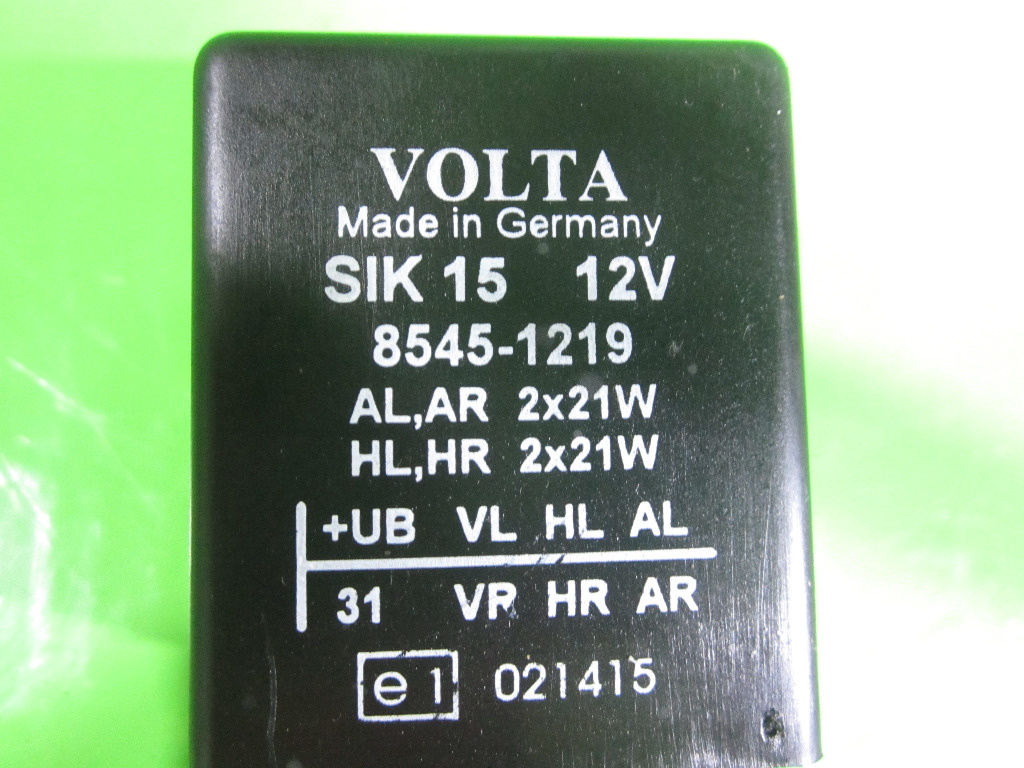 VOLTA
Made in Germany
SIK 15 12V
8545-1219
AL,AR 2x21W
HL,HR 2x21W
+UB VL HL AL
31 VR HR AR
e1 021415